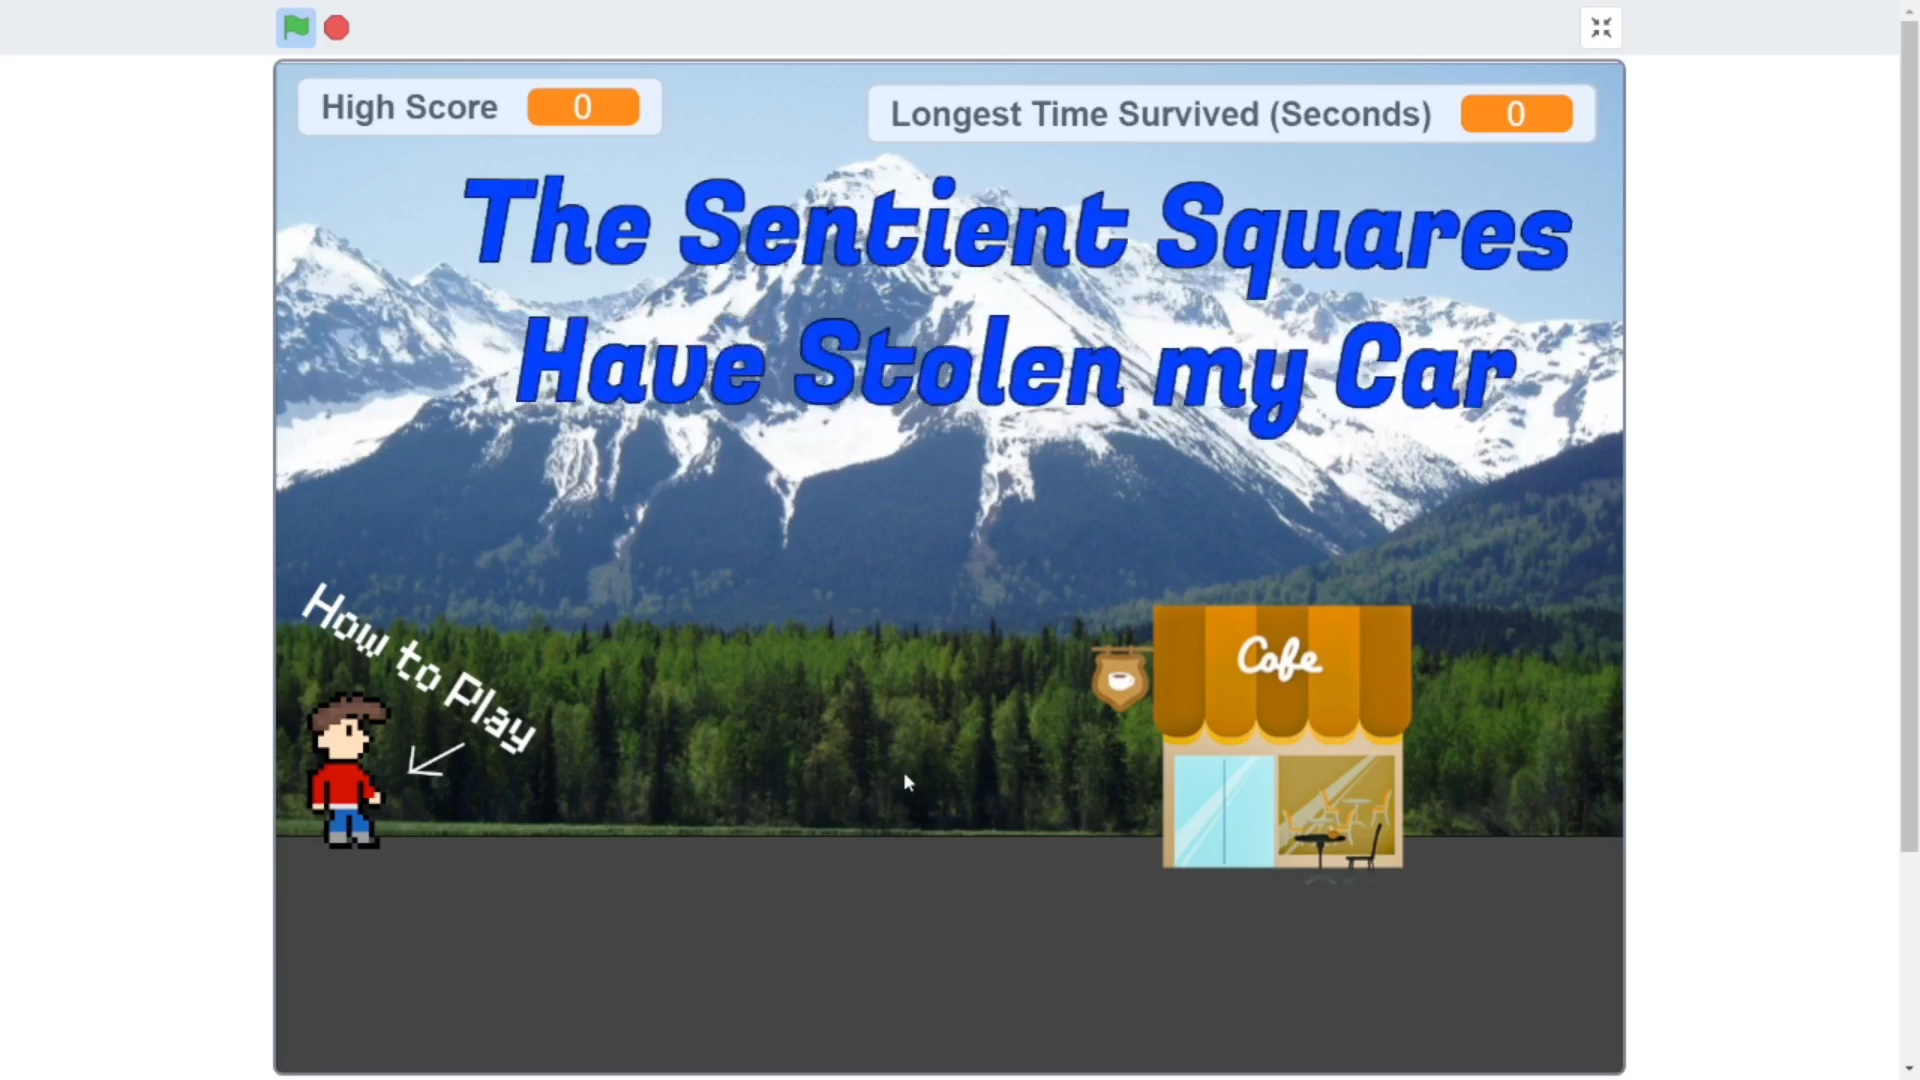 High Score 0
Longest Time Survived (Seconds) 0
The Sentient Squares
Have Stolen my Car
How to Play
Cafe